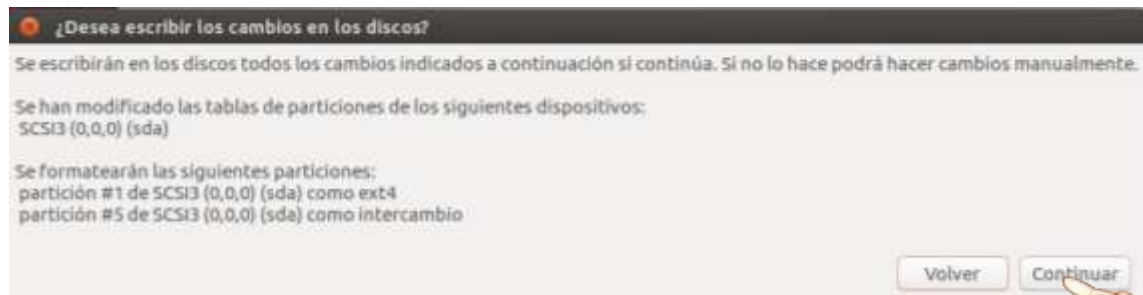 ¿Desea escribir los cambios en los discos?
Se escribirán en los discos todos los cambios indicados a continuación si continúa. Si no lo hace podrá hacer cambios manualmente.
Se han modificado las tablas de particiones de los siguientes dispositivos:
SCSI3 (0,0,0) (sda)
Se formatearán las siguientes particiones:
partición #1 de SCSI3 (0,0,0) (sda) como ext4
partición #5 de SCSI3 (0,0,0) (sda) como intercambio
Volver Continuar